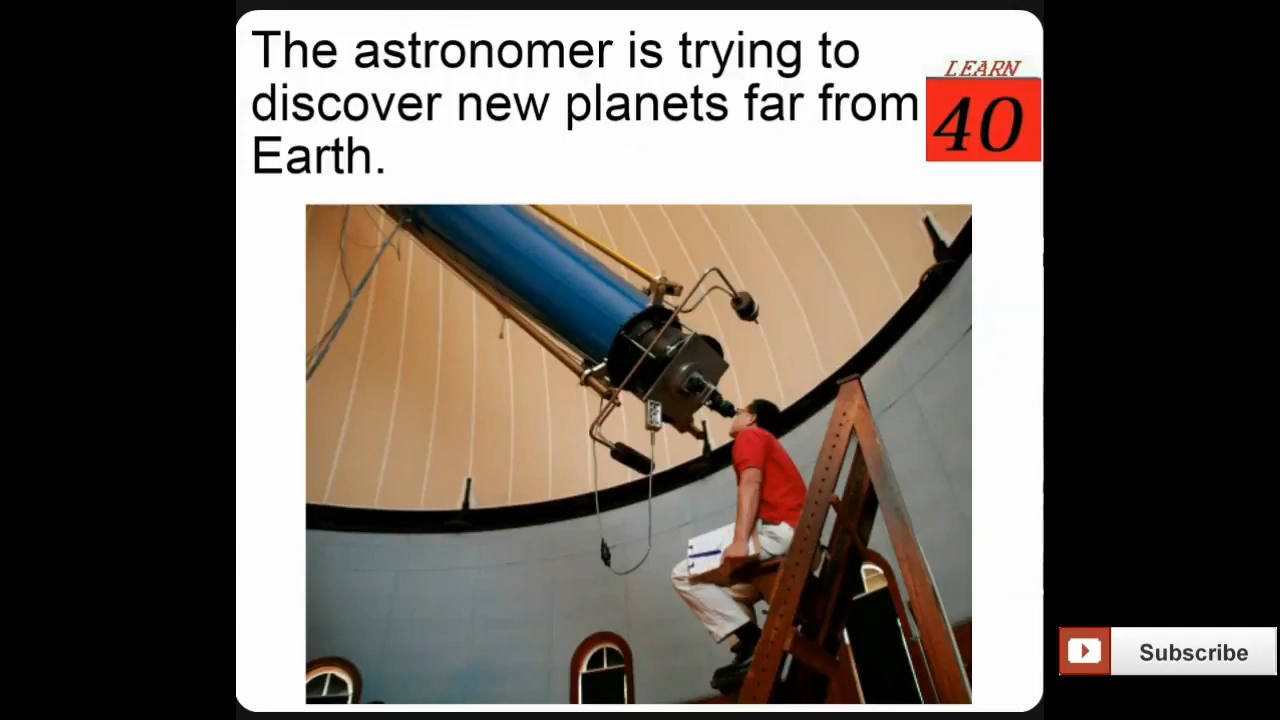 The astronomer is trying to
discover new planets far from
Earth.
LEARN
40
Subscribe